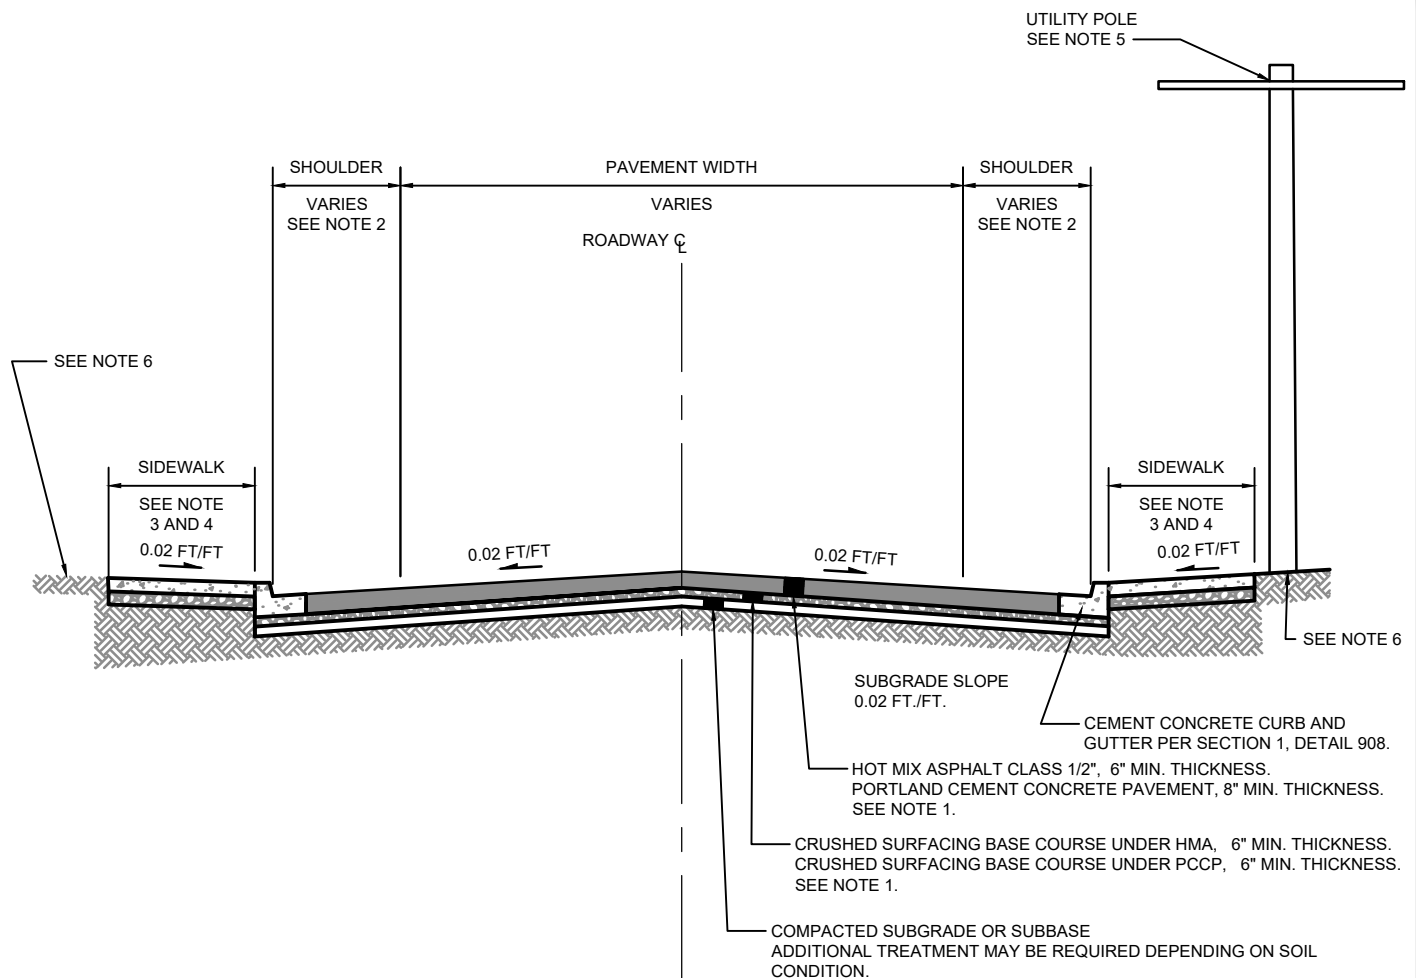 UTILITY POLE
SEE NOTE 5
SHOULDER
PAVEMENT WIDTH
SHOULDER
VARIES
SEE NOTE 2
VARIES
VARIES
SEE NOTE 2
ROADWAY ℄
SEE NOTE 6
SIDEWALK
SEE NOTE
3 AND 4
0.02 FT/FT
0.02 FT/FT
0.02 FT/FT
SIDEWALK
SEE NOTE
3 AND 4
0.02 FT/FT
SEE NOTE 6
SUBGRADE SLOPE
0.02 FT./FT.
CEMENT CONCRETE CURB AND
GUTTER PER SECTION 1, DETAIL 908.
HOT MIX ASPHALT CLASS 1/2", 6" MIN. THICKNESS.
PORTLAND CEMENT CONCRETE PAVEMENT, 8" MIN. THICKNESS.
SEE NOTE 1.
CRUSHED SURFACING BASE COURSE UNDER HMA, 6" MIN. THICKNESS.
CRUSHED SURFACING BASE COURSE UNDER PCCP, 6" MIN. THICKNESS.
SEE NOTE 1.
COMPACTED SUBGRADE OR SUBBASE
ADDITIONAL TREATMENT MAY BE REQUIRED DEPENDING ON SOIL
CONDITION.